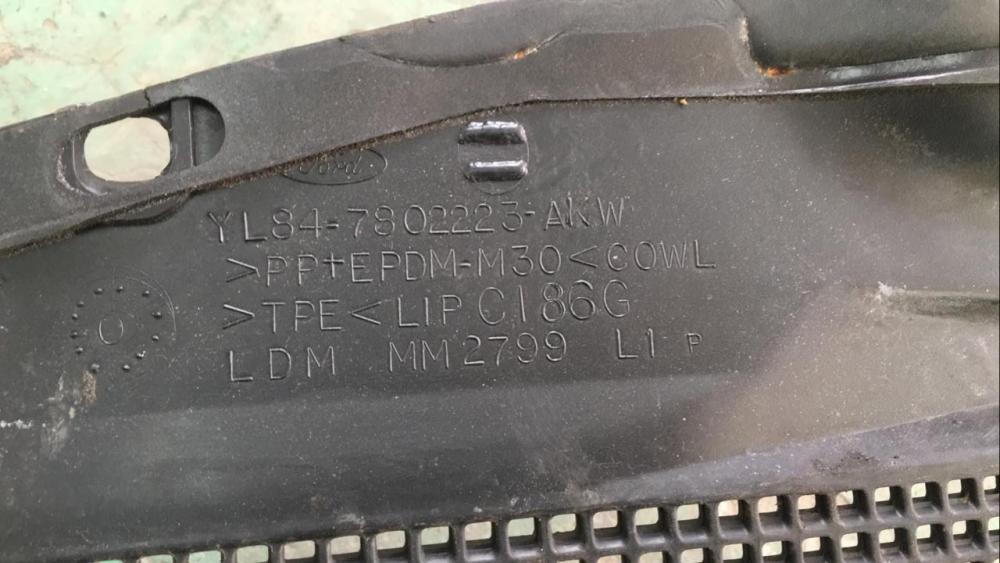 Ford
YL84-7802223-AKW
>PP+EPDM-M30<COWL
>TPE<LIP C186G
LDM MM2799 L1 P